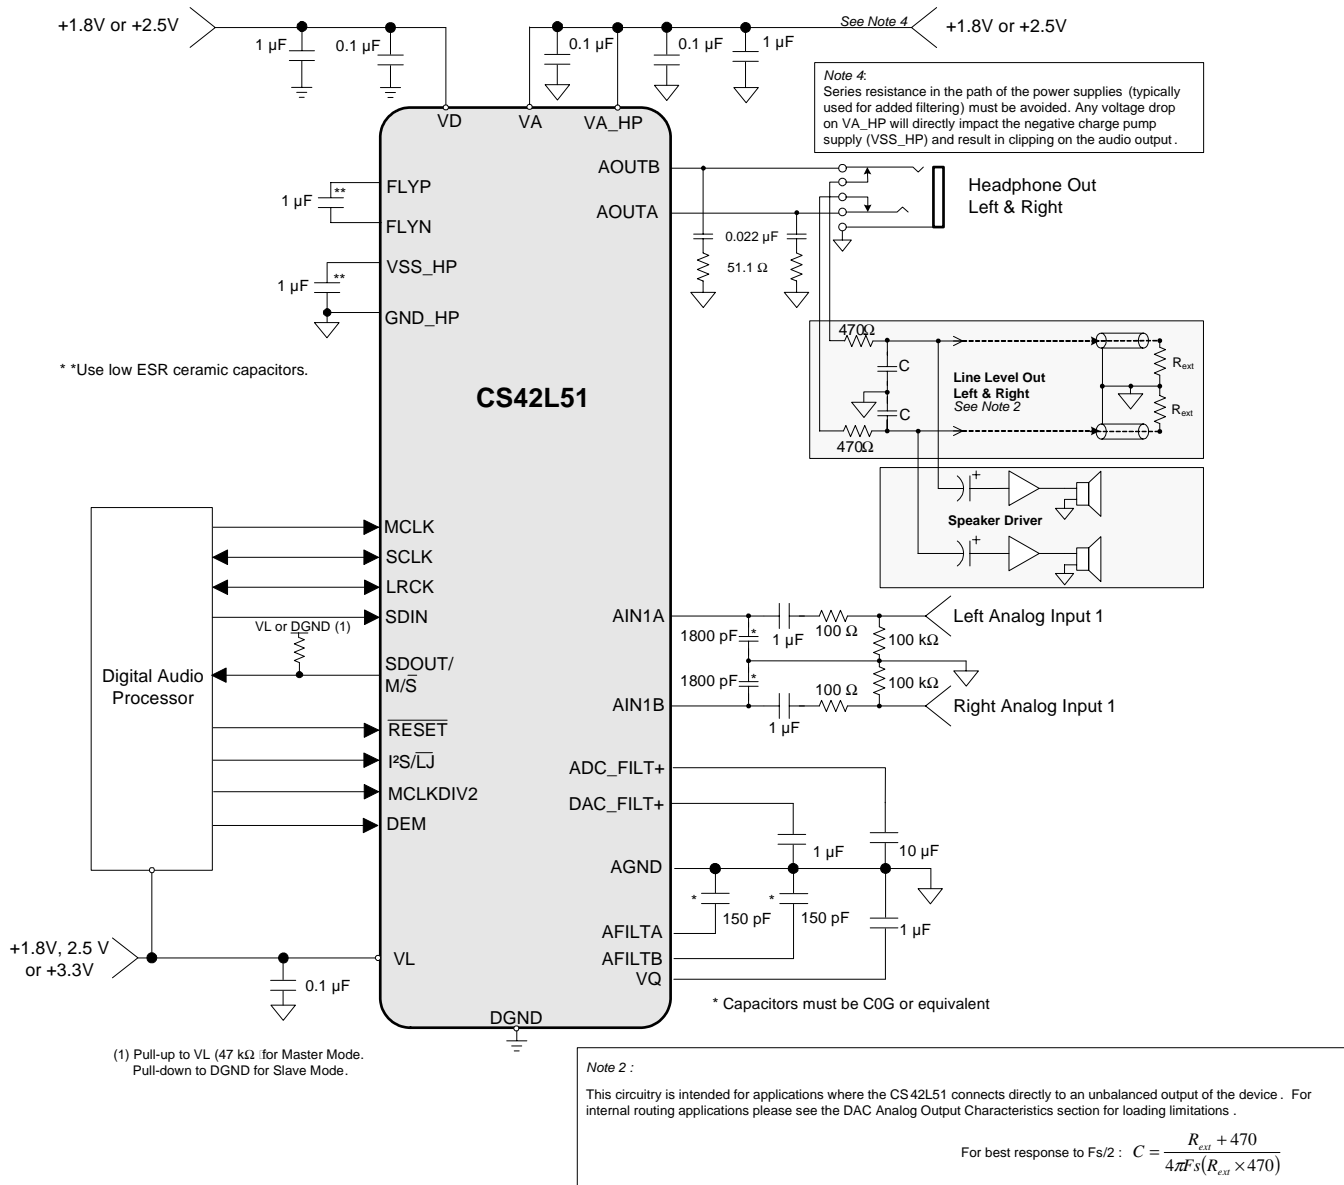 +1.8V or +2.5V
1 µF
0.1 µF
0.1 µF
0.1 µF
1 µF
See Note 4
+1.8V or +2.5V
Note 4:
Series resistance in the path of the power supplies (typically
used for added filtering) must be avoided. Any voltage drop
on VA_HP will directly impact the negative charge pump
supply (VSS_HP) and result in clipping on the audio output.
VD
VA
VA_HP
AOUTB
AOUTA
Headphone Out
Left & Right
FLYP
**
1 µF
FLYN
VSS_HP
**
1 µF
GND_HP
0.022 µF
51.1 Ω
* *Use low ESR ceramic capacitors.
CS42L51
470Ω
C
C
470Ω
Line Level Out
Left & Right
See Note 2
Rext
Rext
+
Speaker Driver
+
Digital Audio
Processor
MCLK
SCLK
LRCK
SDIN
VL or DGND (1)
SDOUT/
M/S̅
R̅E̅S̅E̅T̅
I²S/L̅J̅
MCLKDIV2
DEM
AIN1A
1800 pF
*
1 µF
100 Ω
100 kΩ
Left Analog Input 1
1800 pF
*
100 Ω
100 kΩ
AIN1B
1 µF
Right Analog Input 1
ADC_FILT+
DAC_FILT+
1 µF
10 µF
AGND
*
150 pF
*
150 pF
1 µF
AFILTA
AFILTB
VQ
* Capacitors must be C0G or equivalent
+1.8V, 2.5 V
or +3.3V
VL
0.1 µF
DGND
(1) Pull-up to VL (47 kΩ for Master Mode.
Pull-down to DGND for Slave Mode.
Note 2 :
This circuitry is intended for applications where the CS42L51 connects directly to an unbalanced output of the device. For
internal routing applications please see the DAC Analog Output Characteristics section for loading limitations.
For best response to Fs/2 : C = (Rext + 470) / (4πFs(Rext × 470))